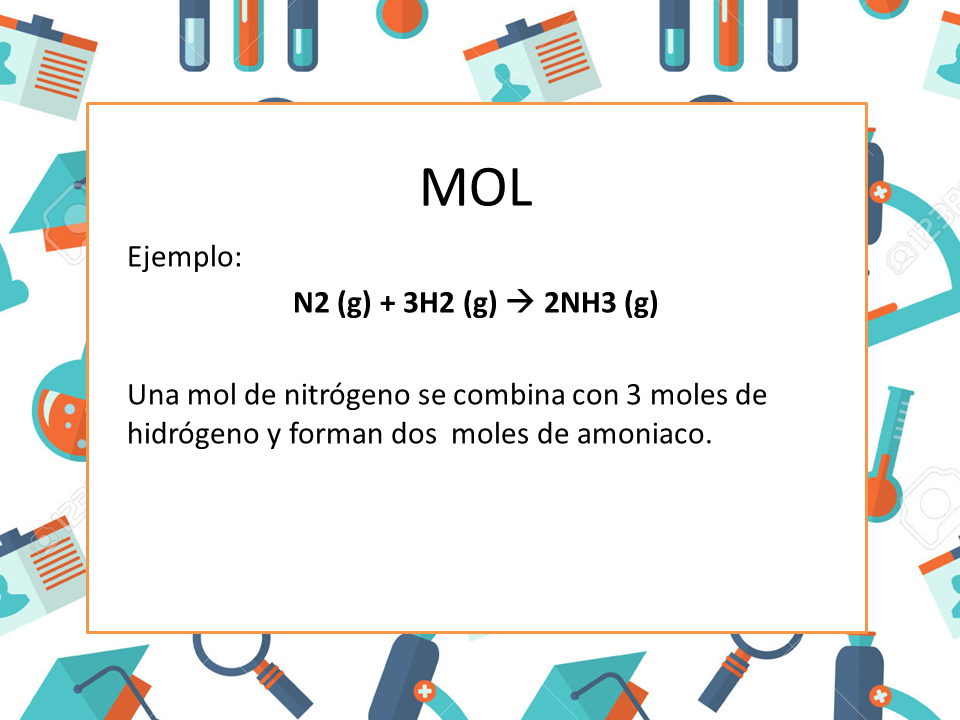 MOL
Ejemplo:
N2 (g) + 3H2 (g) → 2NH3 (g)
Una mol de nitrógeno se combina con 3 moles de
hidrógeno y forman dos moles de amoniaco.